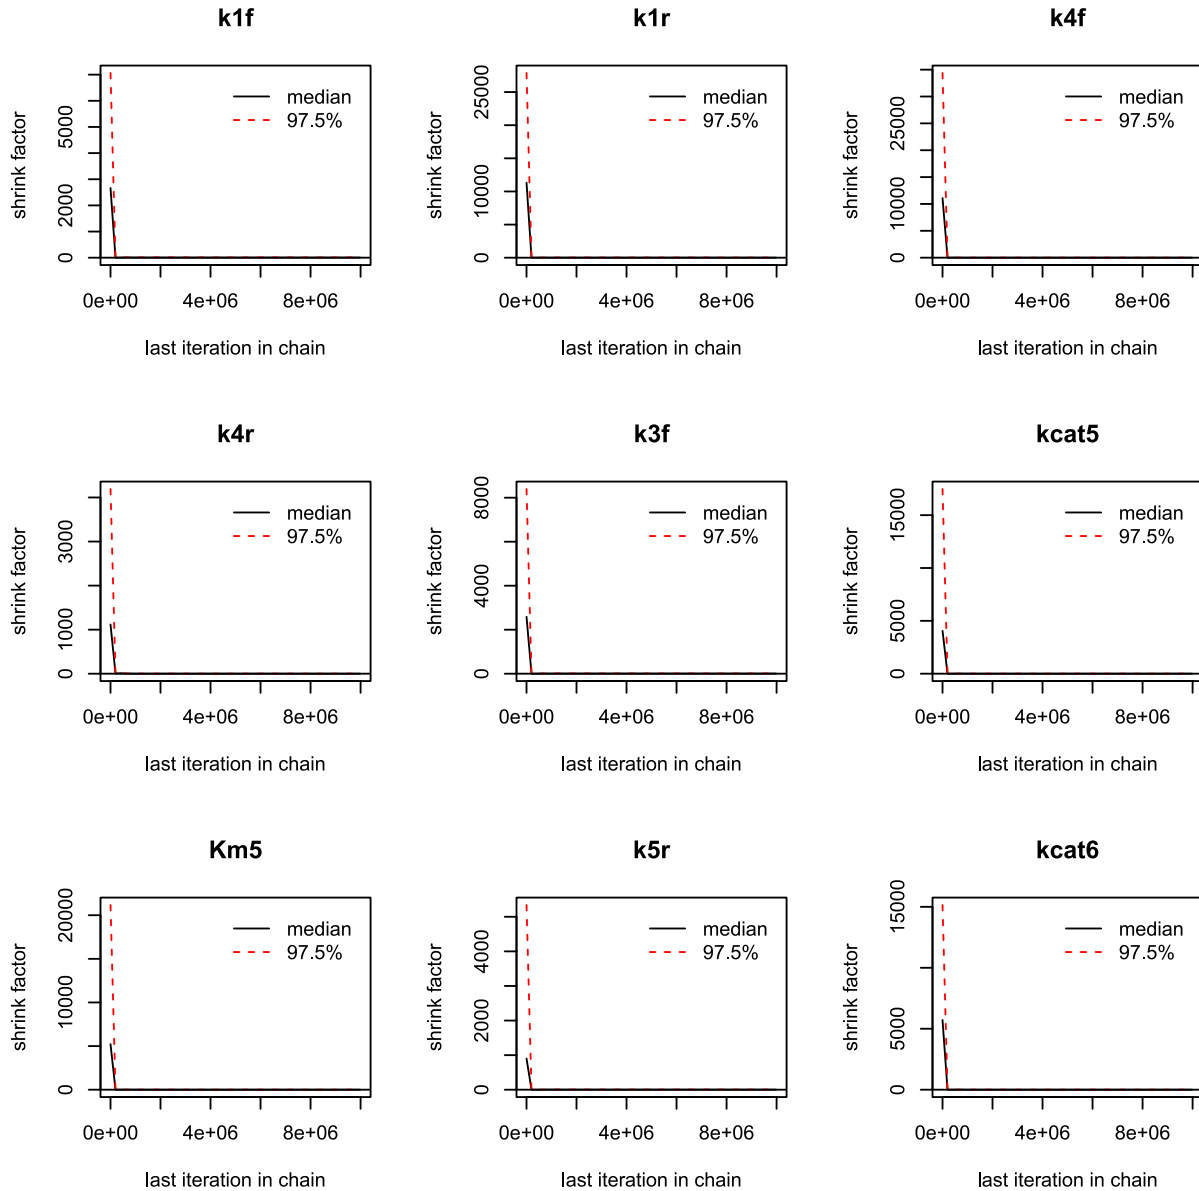 k1f
k1r
k4f
shrink factor
0
2000
5000
median
97.5%
0e+00
4e+06
8e+06
last iteration in chain
shrink factor
0
10000
25000
median
97.5%
0e+00
4e+06
8e+06
last iteration in chain
shrink factor
0
10000
25000
median
97.5%
0e+00
4e+06
8e+06
last iteration in chain
k4r
k3f
kcat5
shrink factor
0
1000
3000
median
97.5%
0e+00
4e+06
8e+06
last iteration in chain
shrink factor
0
4000
8000
median
97.5%
0e+00
4e+06
8e+06
last iteration in chain
shrink factor
0
5000
15000
median
97.5%
0e+00
4e+06
8e+06
last iteration in chain
Km5
k5r
kcat6
shrink factor
0
10000
20000
median
97.5%
0e+00
4e+06
8e+06
last iteration in chain
shrink factor
0
2000
4000
median
97.5%
0e+00
4e+06
8e+06
last iteration in chain
shrink factor
0
5000
15000
median
97.5%
0e+00
4e+06
8e+06
last iteration in chain